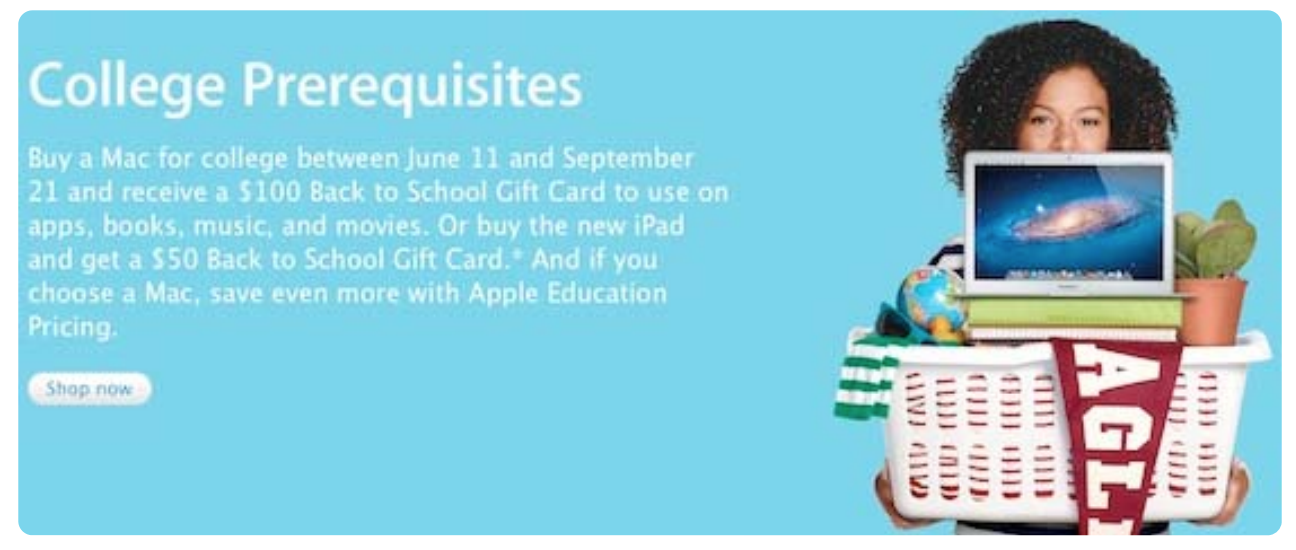 College Prerequisites
Buy a Mac for college between June 11 and September
21 and receive a $100 Back to School Gift Card to use on
apps, books, music, and movies. Or buy the new iPad
and get a $50 Back to School Gift Card.* And if you
choose a Mac, save even more with Apple Education
Pricing.
Shop now
AGL